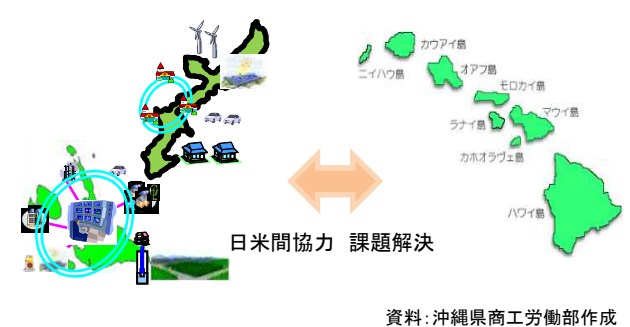 カウアイ島
ニイハウ島
オアフ島
モロカイ島
マウイ島
ラナイ島
カホオラヴェ島
ハワイ島
日米間協力 課題解決
資料:沖縄県商工労働部作成